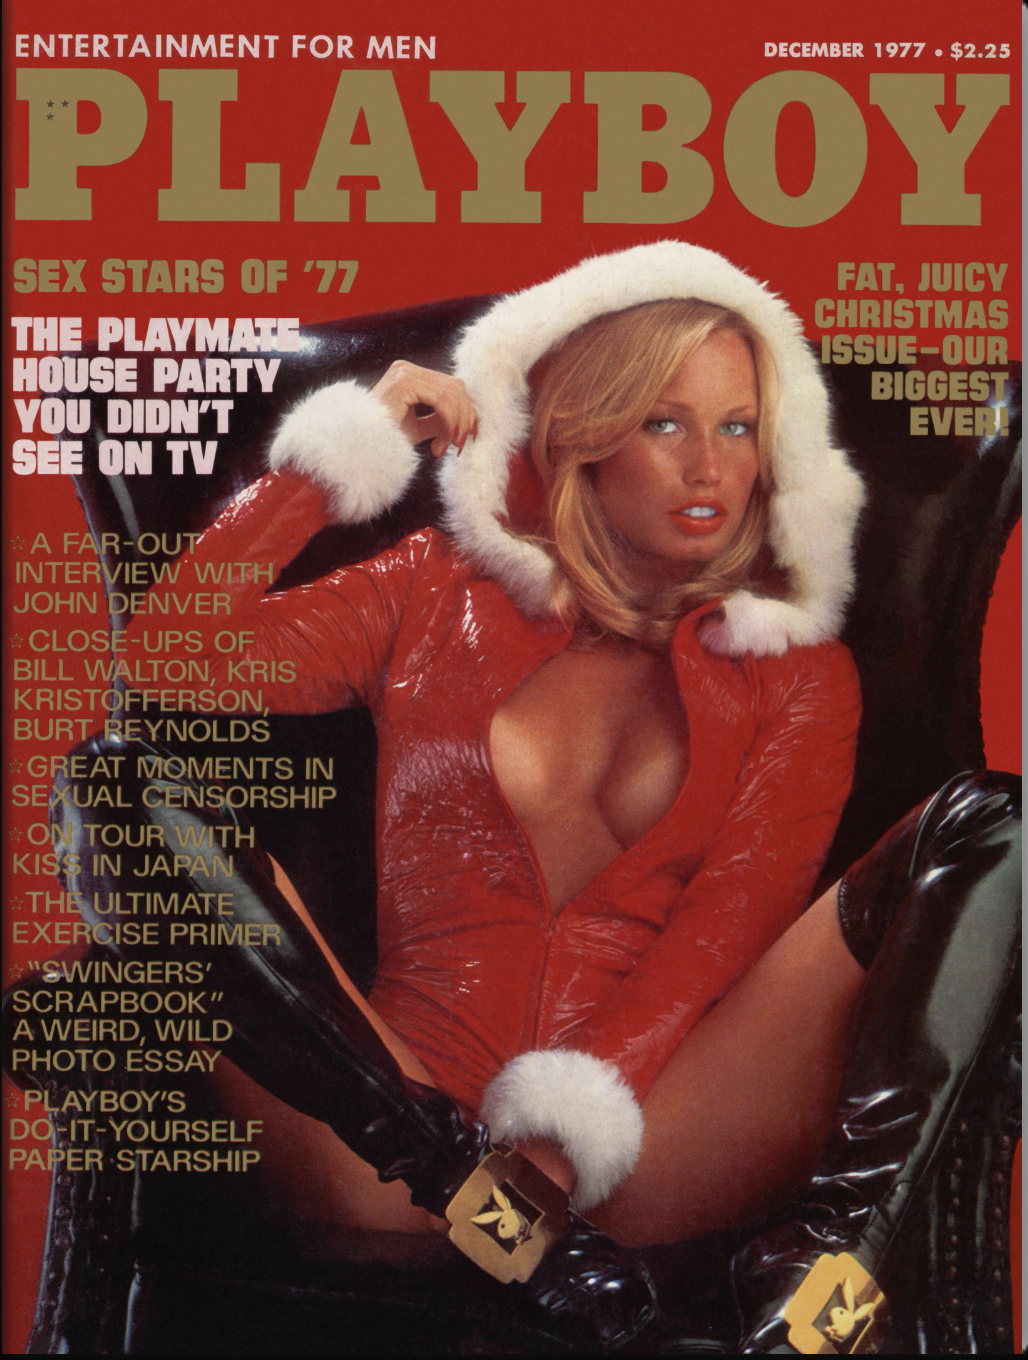 ENTERTAINMENT FOR MEN
DECEMBER 1977 • $2.25
PLAYBOY
SEX STARS OF '77
THE PLAYMATE
HOUSE PARTY
YOU DIDN'T
SEE ON TV
FAT, JUICY
CHRISTMAS
ISSUE–OUR
BIGGEST
EVER!
☆A FAR-OUT
INTERVIEW WITH
JOHN DENVER
☆CLOSE-UPS OF
BILL WALTON, KRIS
KRISTOFFERSON,
BURT REYNOLDS
☆GREAT MOMENTS IN
SEXUAL CENSORSHIP
☆ON TOUR WITH
KISS IN JAPAN
☆THE ULTIMATE
EXERCISE PRIMER
☆"SWINGERS'
SCRAPBOOK"
A WEIRD, WILD
PHOTO ESSAY
☆PLAYBOY'S
DO-IT-YOURSELF
PAPER STARSHIP